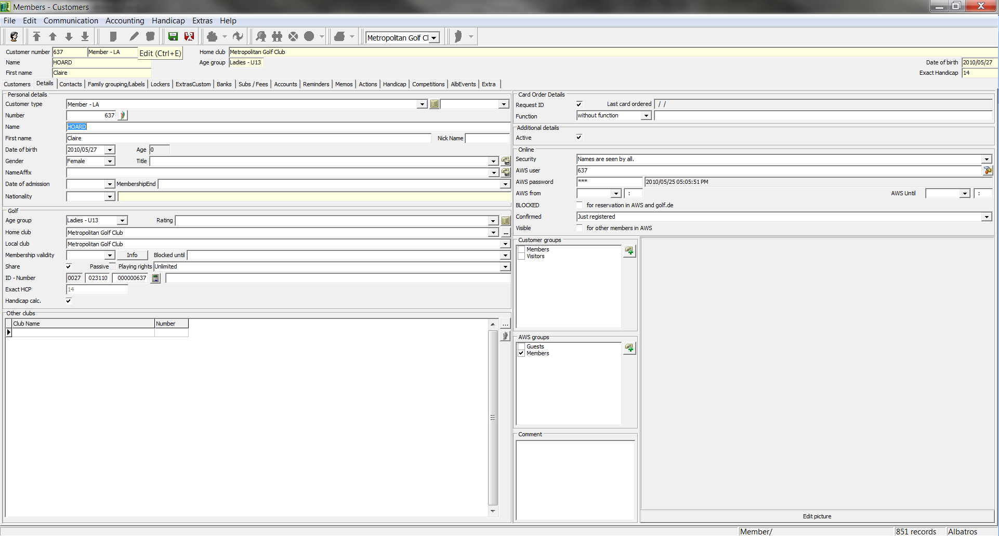 Members - Customers
File Edit Communication Accounting Handicap Extras Help
Metropolitan Golf Cl
Customer number 637 Member - LA Edit (Ctrl+E) Home club Metropolitan Golf Club
Name HOARD Age group Ladies - U13 Date of birth 2010/05/27
First name Claire Exact Handicap 14
Customers Details Contacts Family grouping/Labels Lockers ExtrasCustom Banks Subs / Fees Accounts Reminders Memos Actions Handicap Competitions AlbEvents Extra
Personal details
Customer type Member - LA
Number 637
Name HOARD
First name Claire Nick Name
Date of birth 2010/05/27 Age 0
Gender Female Title
NameAffix
Date of admission MembershipEnd
Nationality
Golf
Age group Ladies - U13 Rating
Home club Metropolitan Golf Club ...
Local club Metropolitan Golf Club
Membership validity Info Blocked until
Share Passive Playing rights Unlimited
ID - Number 0027 023110 000000637
Exact HCP 14
Handicap calc.
Other clubs
Club Name Number
...
Card Order Details
Request ID Last card ordered / /
Function without function
Additional details
Active
Online
Security Names are seen by all.
AWS user 637
AWS password *** 2010/05/25 05:05:51 PM
AWS from : AWS Until :
BLOCKED for reservation in AWS and golf.de
Confirmed Just registered
Visible for other members in AWS
Customer groups
Members
Visitors
AWS groups
Guests
Members
Comment
Edit picture
Member/ 851 records Albatros